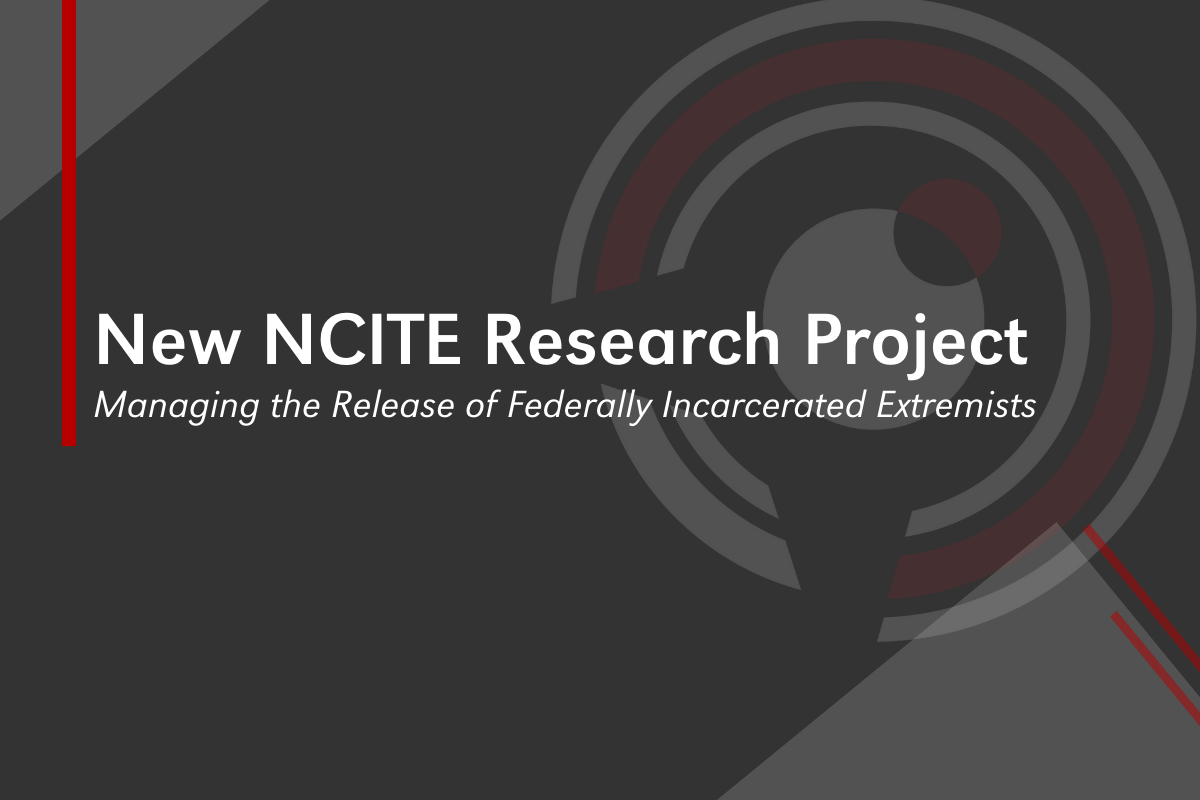 New NCITE Research Project
Managing the Release of Federally Incarcerated Extremists